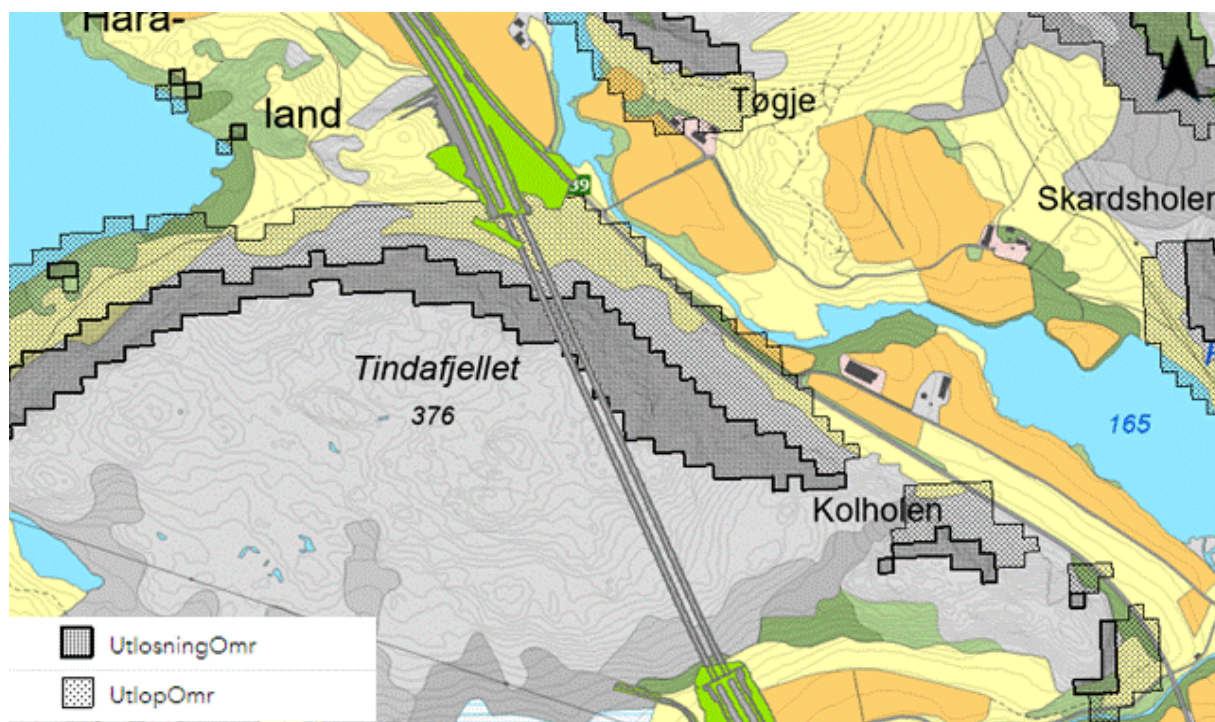 Hara-
land
Tøgje
39
Skardsholen
Tindafjellet
376
165
Kolholen
UtlosningOmr
UtlopOmr